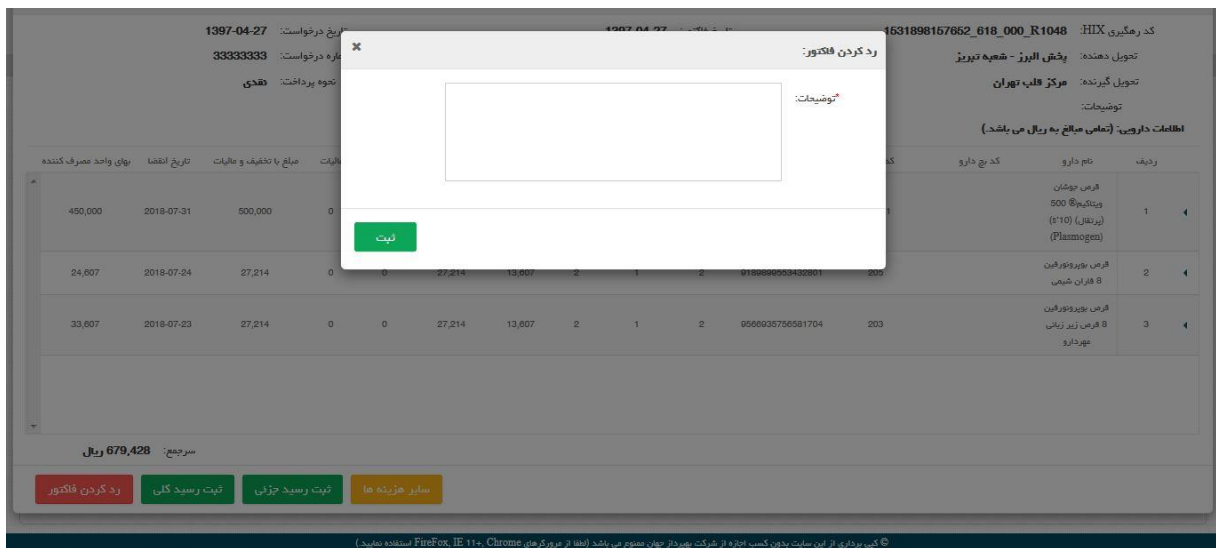 کد رهگیری HIX: 1531898157652_618_000_R1048
1397-04-27
تاریخ درخواست: 1397-04-27
تحویل دهنده: پخش البرز - شعبه تبریز
33333333
تحویل گیرنده: مرکز قلب تهران
نحوه پرداخت: نقدی
توضیحات:
اطلاعات دارویی: (تمامی مبالغ به ریال می باشد.)
رد کردن فاکتور:
*توضیحات:
ثبت
ردیف نام دارو کد بچ دارو مبلغ با تخفیف و مالیات تاریخ انقضا بهای واحد مصرف کننده
قرص جوشان
ویتاکیم® 500
(پرتقال) (10's)
(Plasmogen)
1 0 500,000 2018-07-31 450,000
قرص بوپرونورفین
8 فاران شیمی
2 205 9189899553432801 2 1 2 13,607 27,214 0 0 27,214 2018-07-24 24,607
قرص بوپرونورفین
8 قرص زیر زبانی
مهردارو
3 203 9566936756581704 2 1 2 13,607 27,214 0 0 27,214 2018-07-23 33,607
سرجمع: 679,428 ریال
سایر هزینه ها ثبت رسید جزئی ثبت رسید کلی رد کردن فاکتور
© کپی برداری از این سایت بدون کسب اجازه از شرکت بهپرداز جهان ممنوع می باشد (لطفا از مرورگرهای FireFox, IE 11+, Chrome استفاده نمایید.)